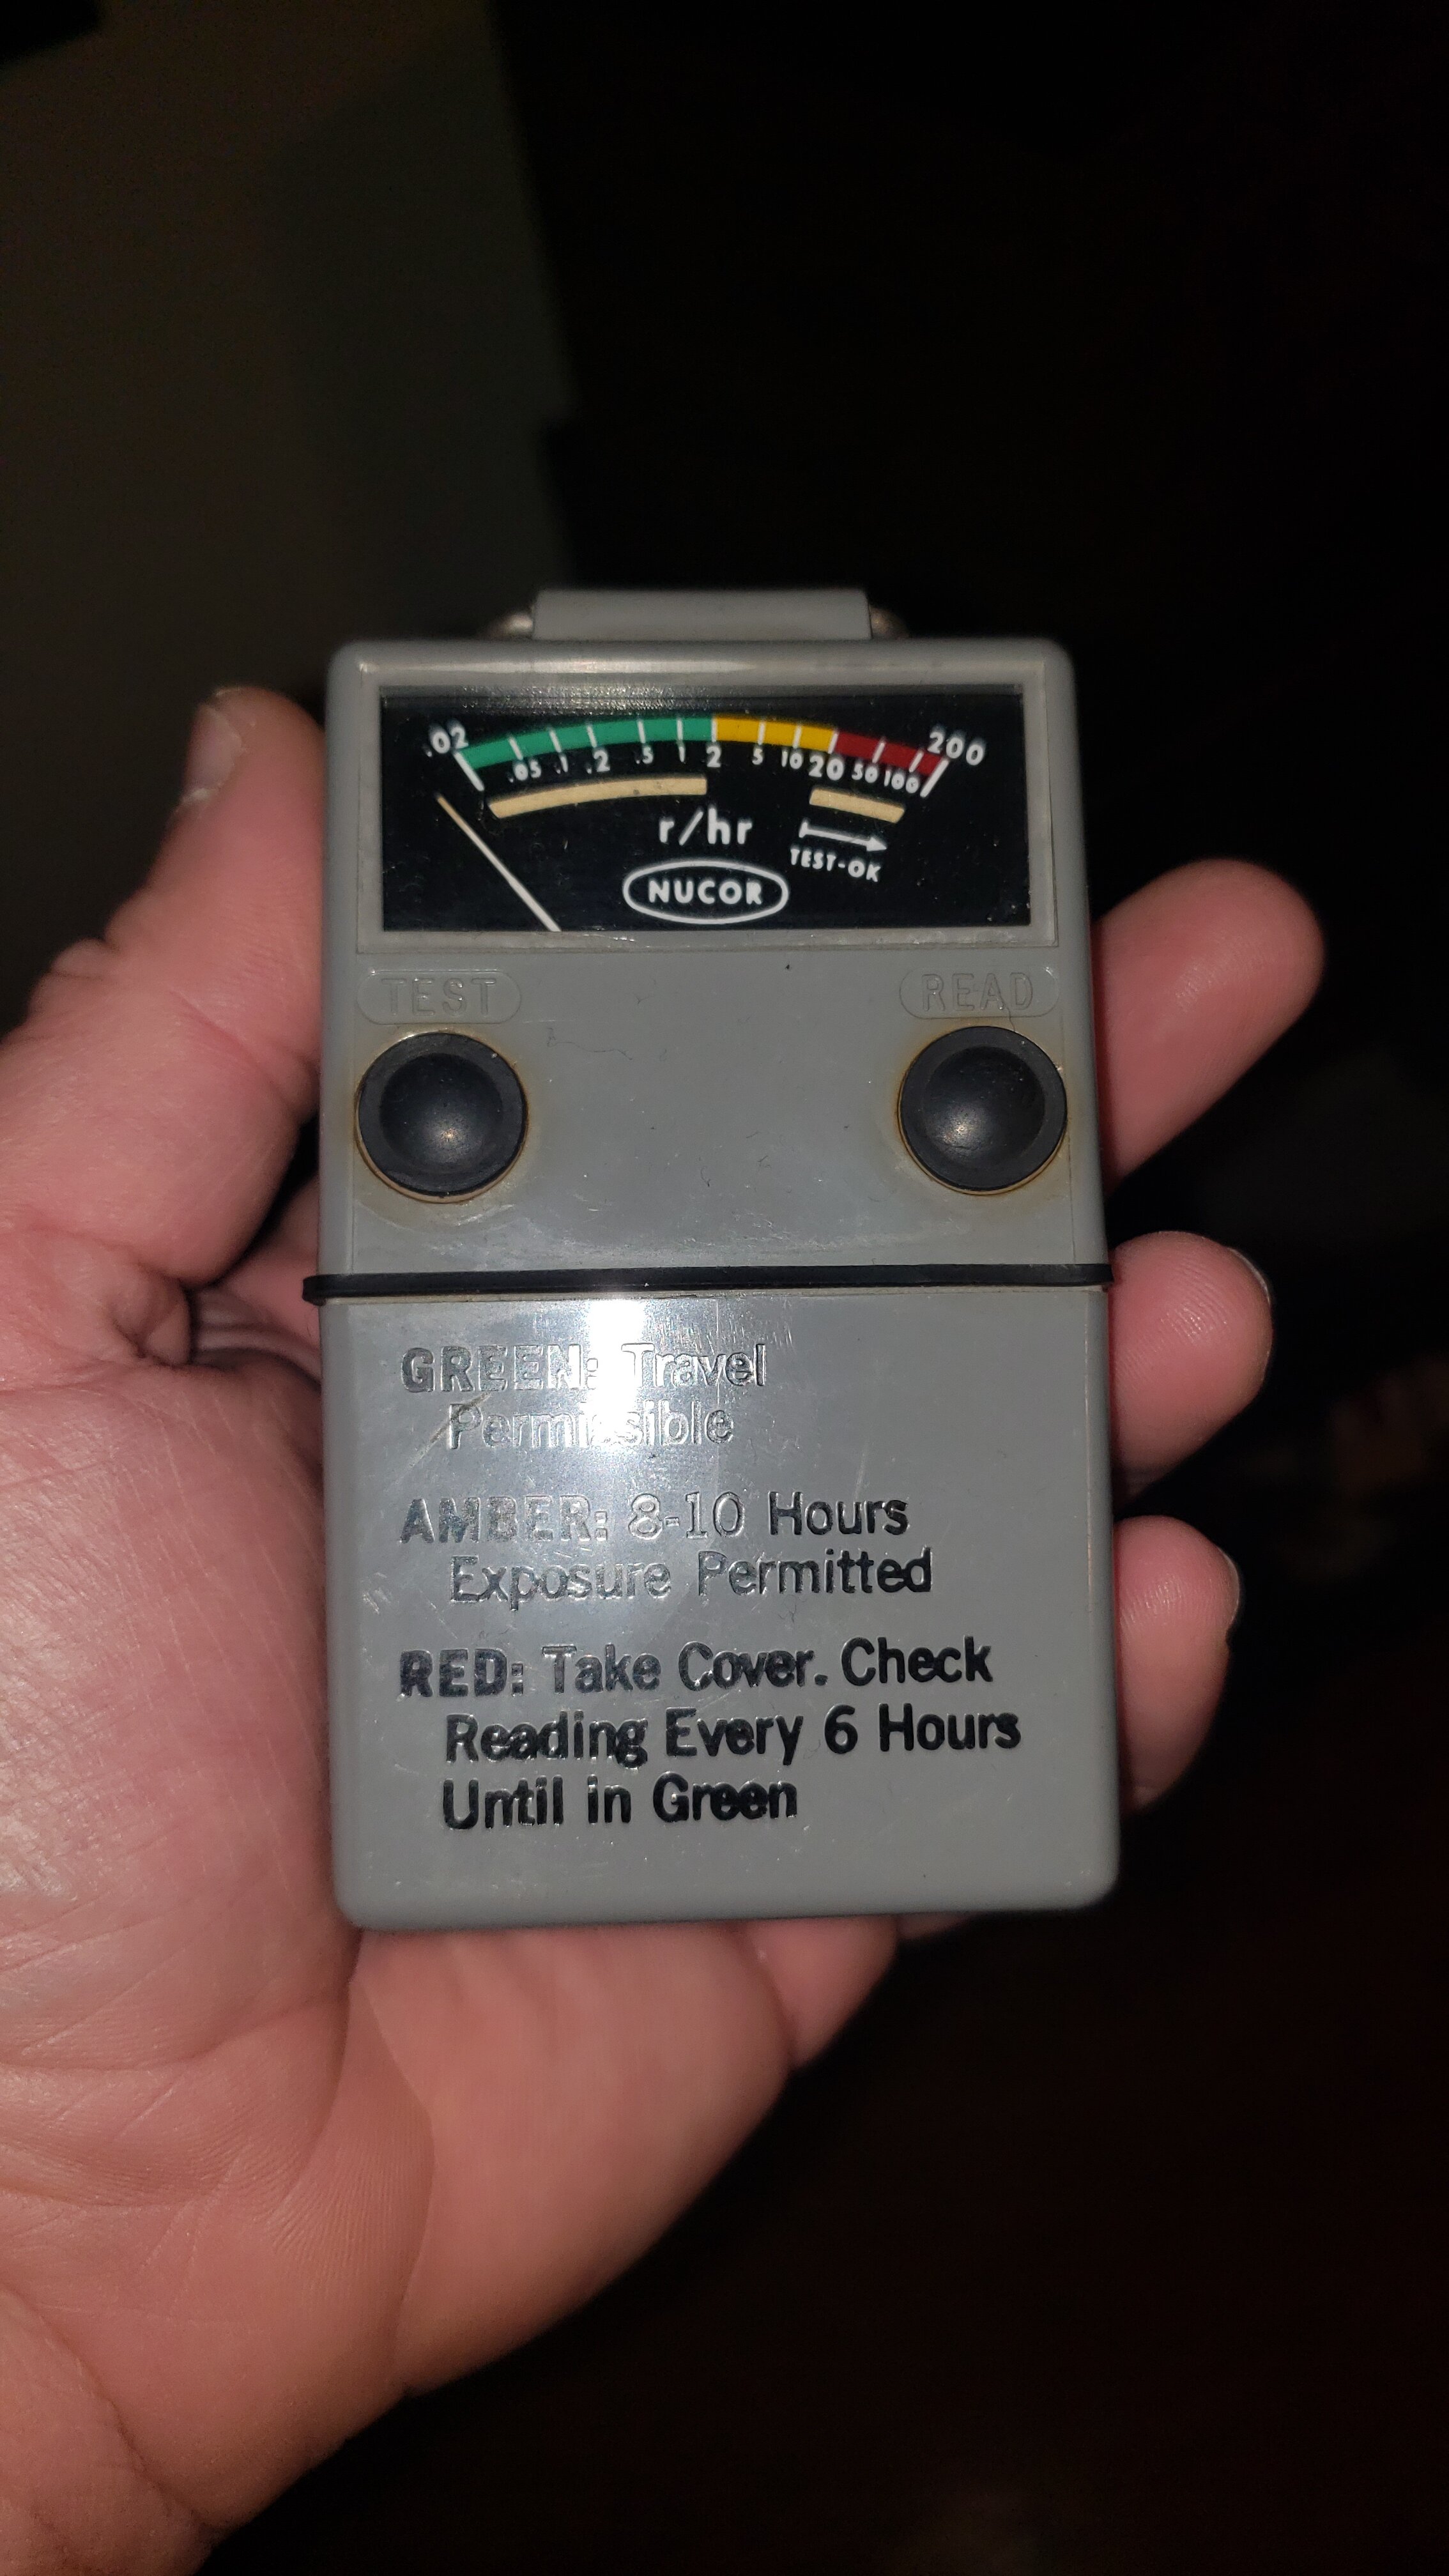 .02 200
.05 .1 .2 .5 1 2 5 10 20 50 100
r/hr
TEST-OK
NUCOR
TEST READ
GREEN: Travel
Permissible
AMBER: 8-10 Hours
Exposure Permitted
RED: Take Cover. Check
Reading Every 6 Hours
Until in Green